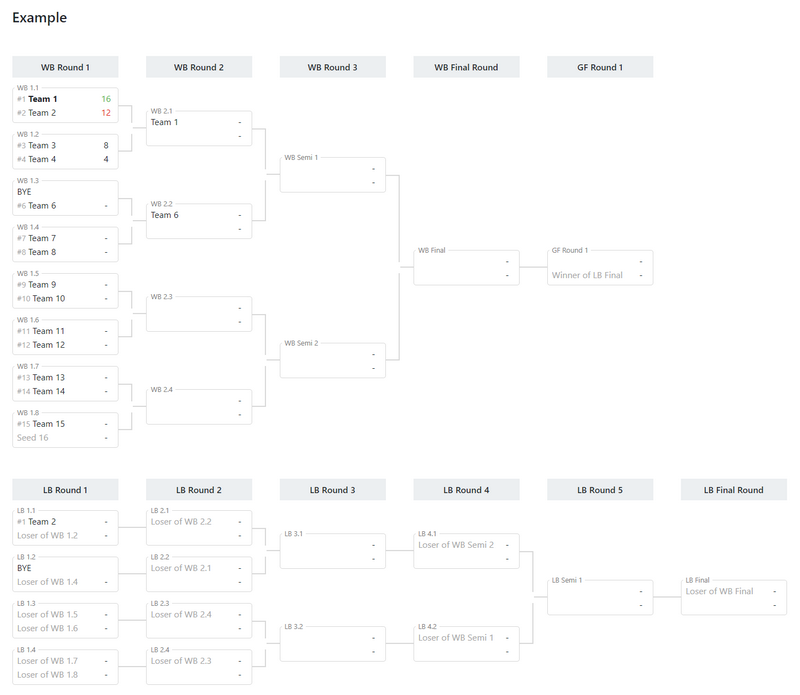 Example
WB Round 1
WB Round 2
WB Round 3
WB Final Round
GF Round 1
WB 1.1
#1 Team 1 16
#2 Team 2 12
WB 1.2
#3 Team 3 8
#4 Team 4 4
WB 1.3
BYE
#6 Team 6 -
WB 1.4
#7 Team 7 -
#8 Team 8 -
WB 1.5
#9 Team 9 -
#10 Team 10 -
WB 1.6
#11 Team 11 -
#12 Team 12 -
WB 1.7
#13 Team 13 -
#14 Team 14 -
WB 1.8
#15 Team 15 -
Seed 16 -
WB 2.1
Team 1 -
-
WB 2.2
Team 6 -
-
WB 2.3
-
-
WB 2.4
-
-
WB Semi 1
-
-
WB Semi 2
-
-
WB Final
-
-
GF Round 1
-
Winner of LB Final -
LB Round 1
LB Round 2
LB Round 3
LB Round 4
LB Round 5
LB Final Round
LB 1.1
#1 Team 2 -
Loser of WB 1.2 -
LB 1.2
BYE
Loser of WB 1.4 -
LB 1.3
Loser of WB 1.5 -
Loser of WB 1.6 -
LB 1.4
Loser of WB 1.7 -
Loser of WB 1.8 -
LB 2.1
Loser of WB 2.2 -
-
LB 2.2
Loser of WB 2.1 -
-
LB 2.3
Loser of WB 2.4 -
-
LB 2.4
Loser of WB 2.3 -
-
LB 3.1
-
-
LB 3.2
-
-
LB 4.1
Loser of WB Semi 2 -
-
LB 4.2
Loser of WB Semi 1 -
-
LB Semi 1
-
-
LB Final
Loser of WB Final -
-